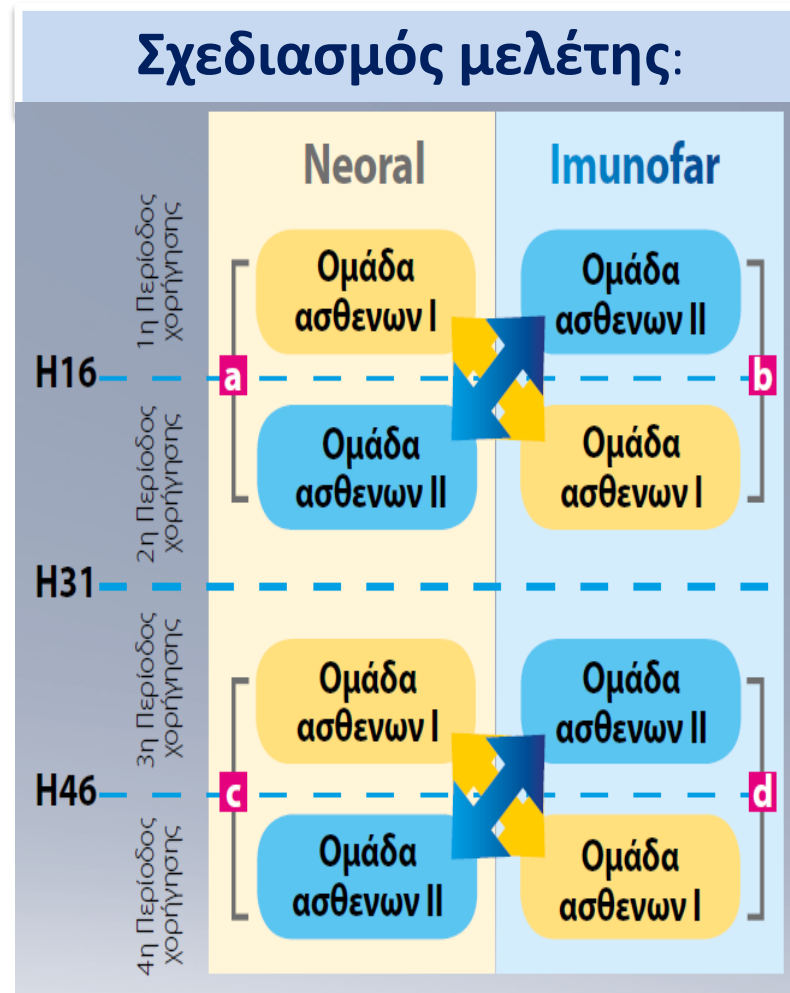 Σχεδιασμός μελέτης:
Neoral
Imunofar
1η Περίοδος
χορήγησης
Ομάδα
ασθενων I
Ομάδα
ασθενων II
H16
a
b
2η Περίοδος
χορήγησης
Ομάδα
ασθενων II
Ομάδα
ασθενων I
H31
3η Περίοδος
χορήγησης
Ομάδα
ασθενων I
Ομάδα
ασθενων II
H46
c
d
4η Περίοδος
χορήγησης
Ομάδα
ασθενων II
Ομάδα
ασθενων I